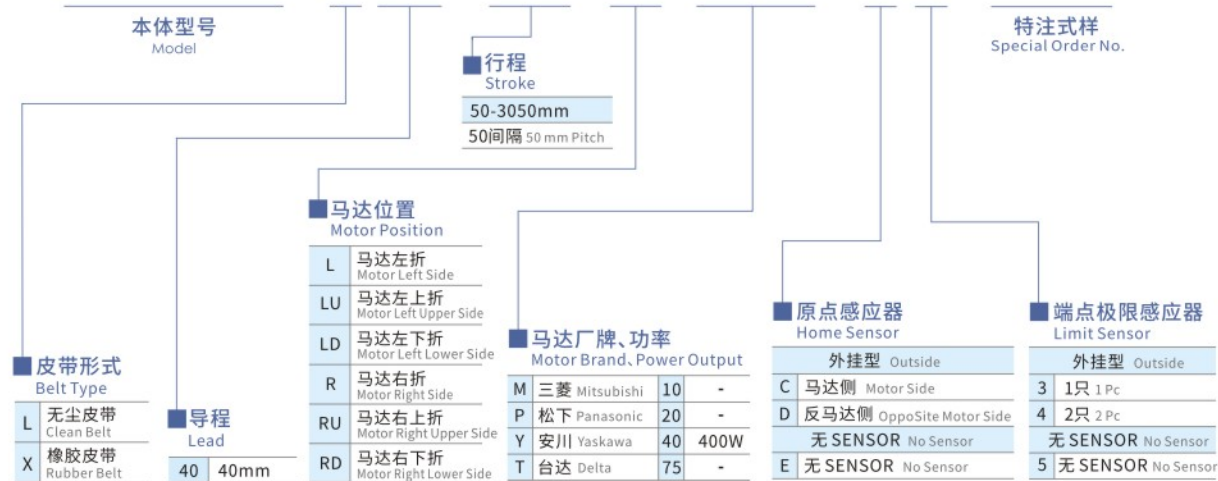 本体型号
Model
特注式样
Special Order No.
行程
Stroke
50-3050mm
50间隔 50 mm Pitch
马达位置
Motor Position
L 马达左折
Motor Left Side
LU 马达左上折
Motor Left Upper Side
LD 马达左下折
Motor Left Lower Side
R 马达右折
Motor Right Side
RU 马达右上折
Motor Right Upper Side
RD 马达右下折
Motor Right Lower Side
皮带形式
Belt Type
L 无尘皮带
Clean Belt
X 橡胶皮带
Rubber Belt
导程
Lead
40 40mm
马达厂牌、功率
Motor Brand、Power Output
M 三菱 Mitsubishi 10 -
P 松下 Panasonic 20 -
Y 安川 Yaskawa 40 400W
T 台达 Delta 75 -
原点感应器
Home Sensor
外挂型 Outside
C 马达侧 Motor Side
D 反马达侧 OppoSite Motor Side
无 SENSOR No Sensor
E 无 SENSOR No Sensor
端点极限感应器
Limit Sensor
外挂型 Outside
3 1只 1 Pc
4 2只 2 Pc
无 SENSOR No Sensor
5 无 SENSOR No Sensor